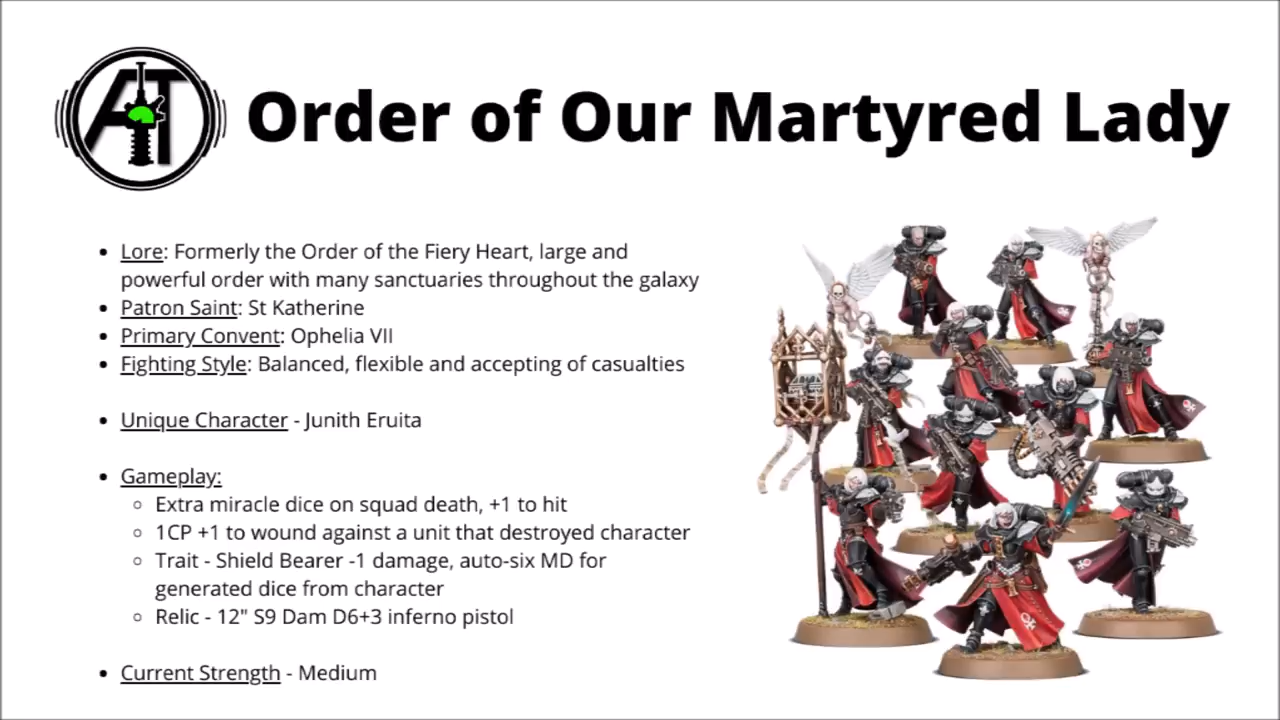 AT
Order of Our Martyred Lady
Lore: Formerly the Order of the Fiery Heart, large and
powerful order with many sanctuaries throughout the galaxy
Patron Saint: St Katherine
Primary Convent: Ophelia VII
Fighting Style: Balanced, flexible and accepting of casualties
Unique Character - Junith Eruita
Gameplay:
Extra miracle dice on squad death, +1 to hit
1CP +1 to wound against a unit that destroyed character
Trait - Shield Bearer -1 damage, auto-six MD for
generated dice from character
Relic - 12" S9 Dam D6+3 inferno pistol
Current Strength - Medium